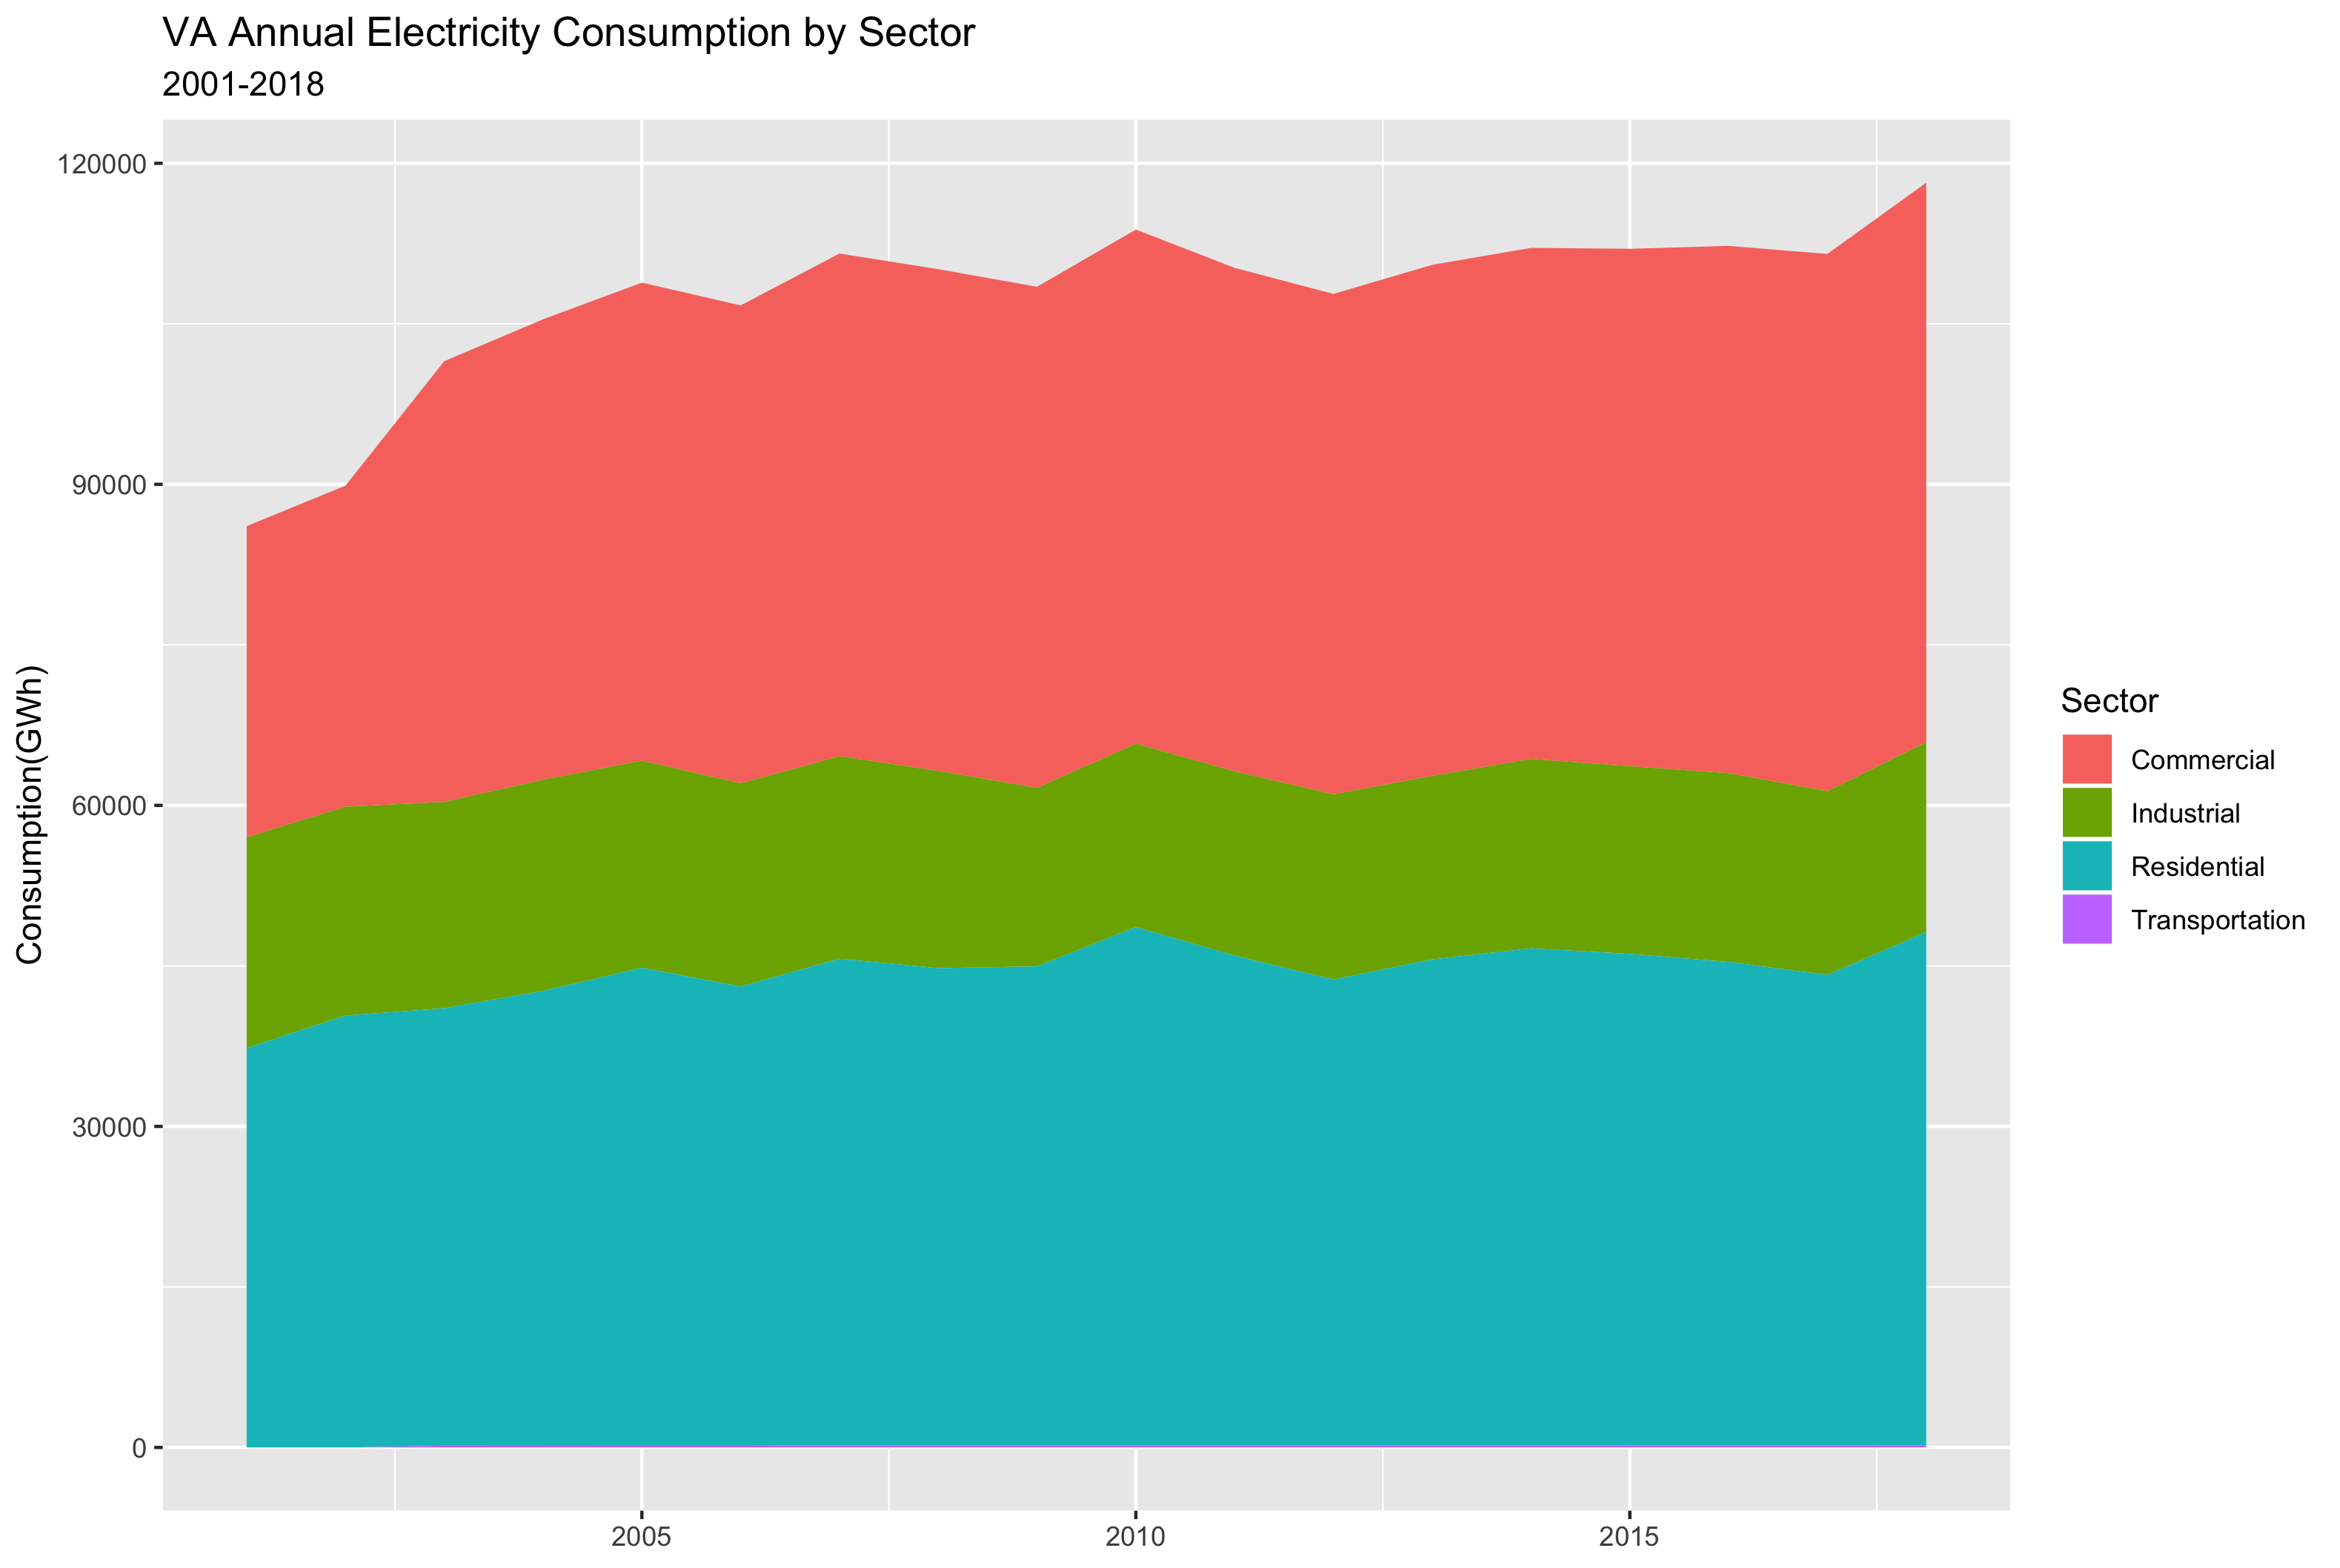 VA Annual Electricity Consumption by Sector
2001-2018
120000
90000
60000
30000
0
Consumption(GWh)
2005
2010
2015
Sector
Commercial
Industrial
Residential
Transportation